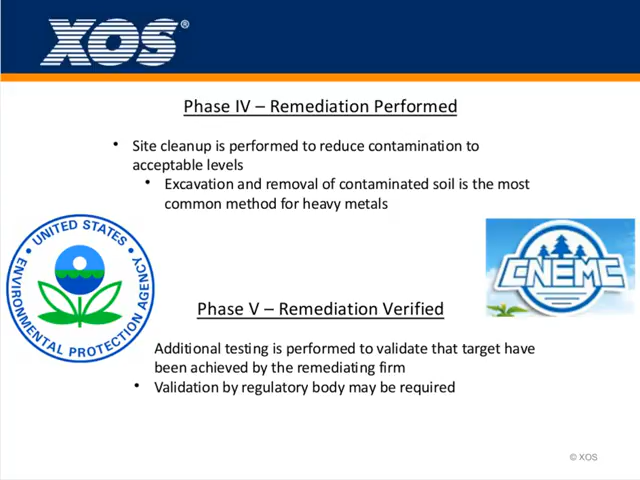 XOS®
Phase IV – Remediation Performed
• Site cleanup is performed to reduce contamination to
acceptable levels
• Excavation and removal of contaminated soil is the most
common method for heavy metals
• UNITED STATES •
ENVIRONMENTAL PROTECTION AGENCY
CNEMC
Phase V – Remediation Verified
Additional testing is performed to validate that target have
been achieved by the remediating firm
• Validation by regulatory body may be required
© XOS